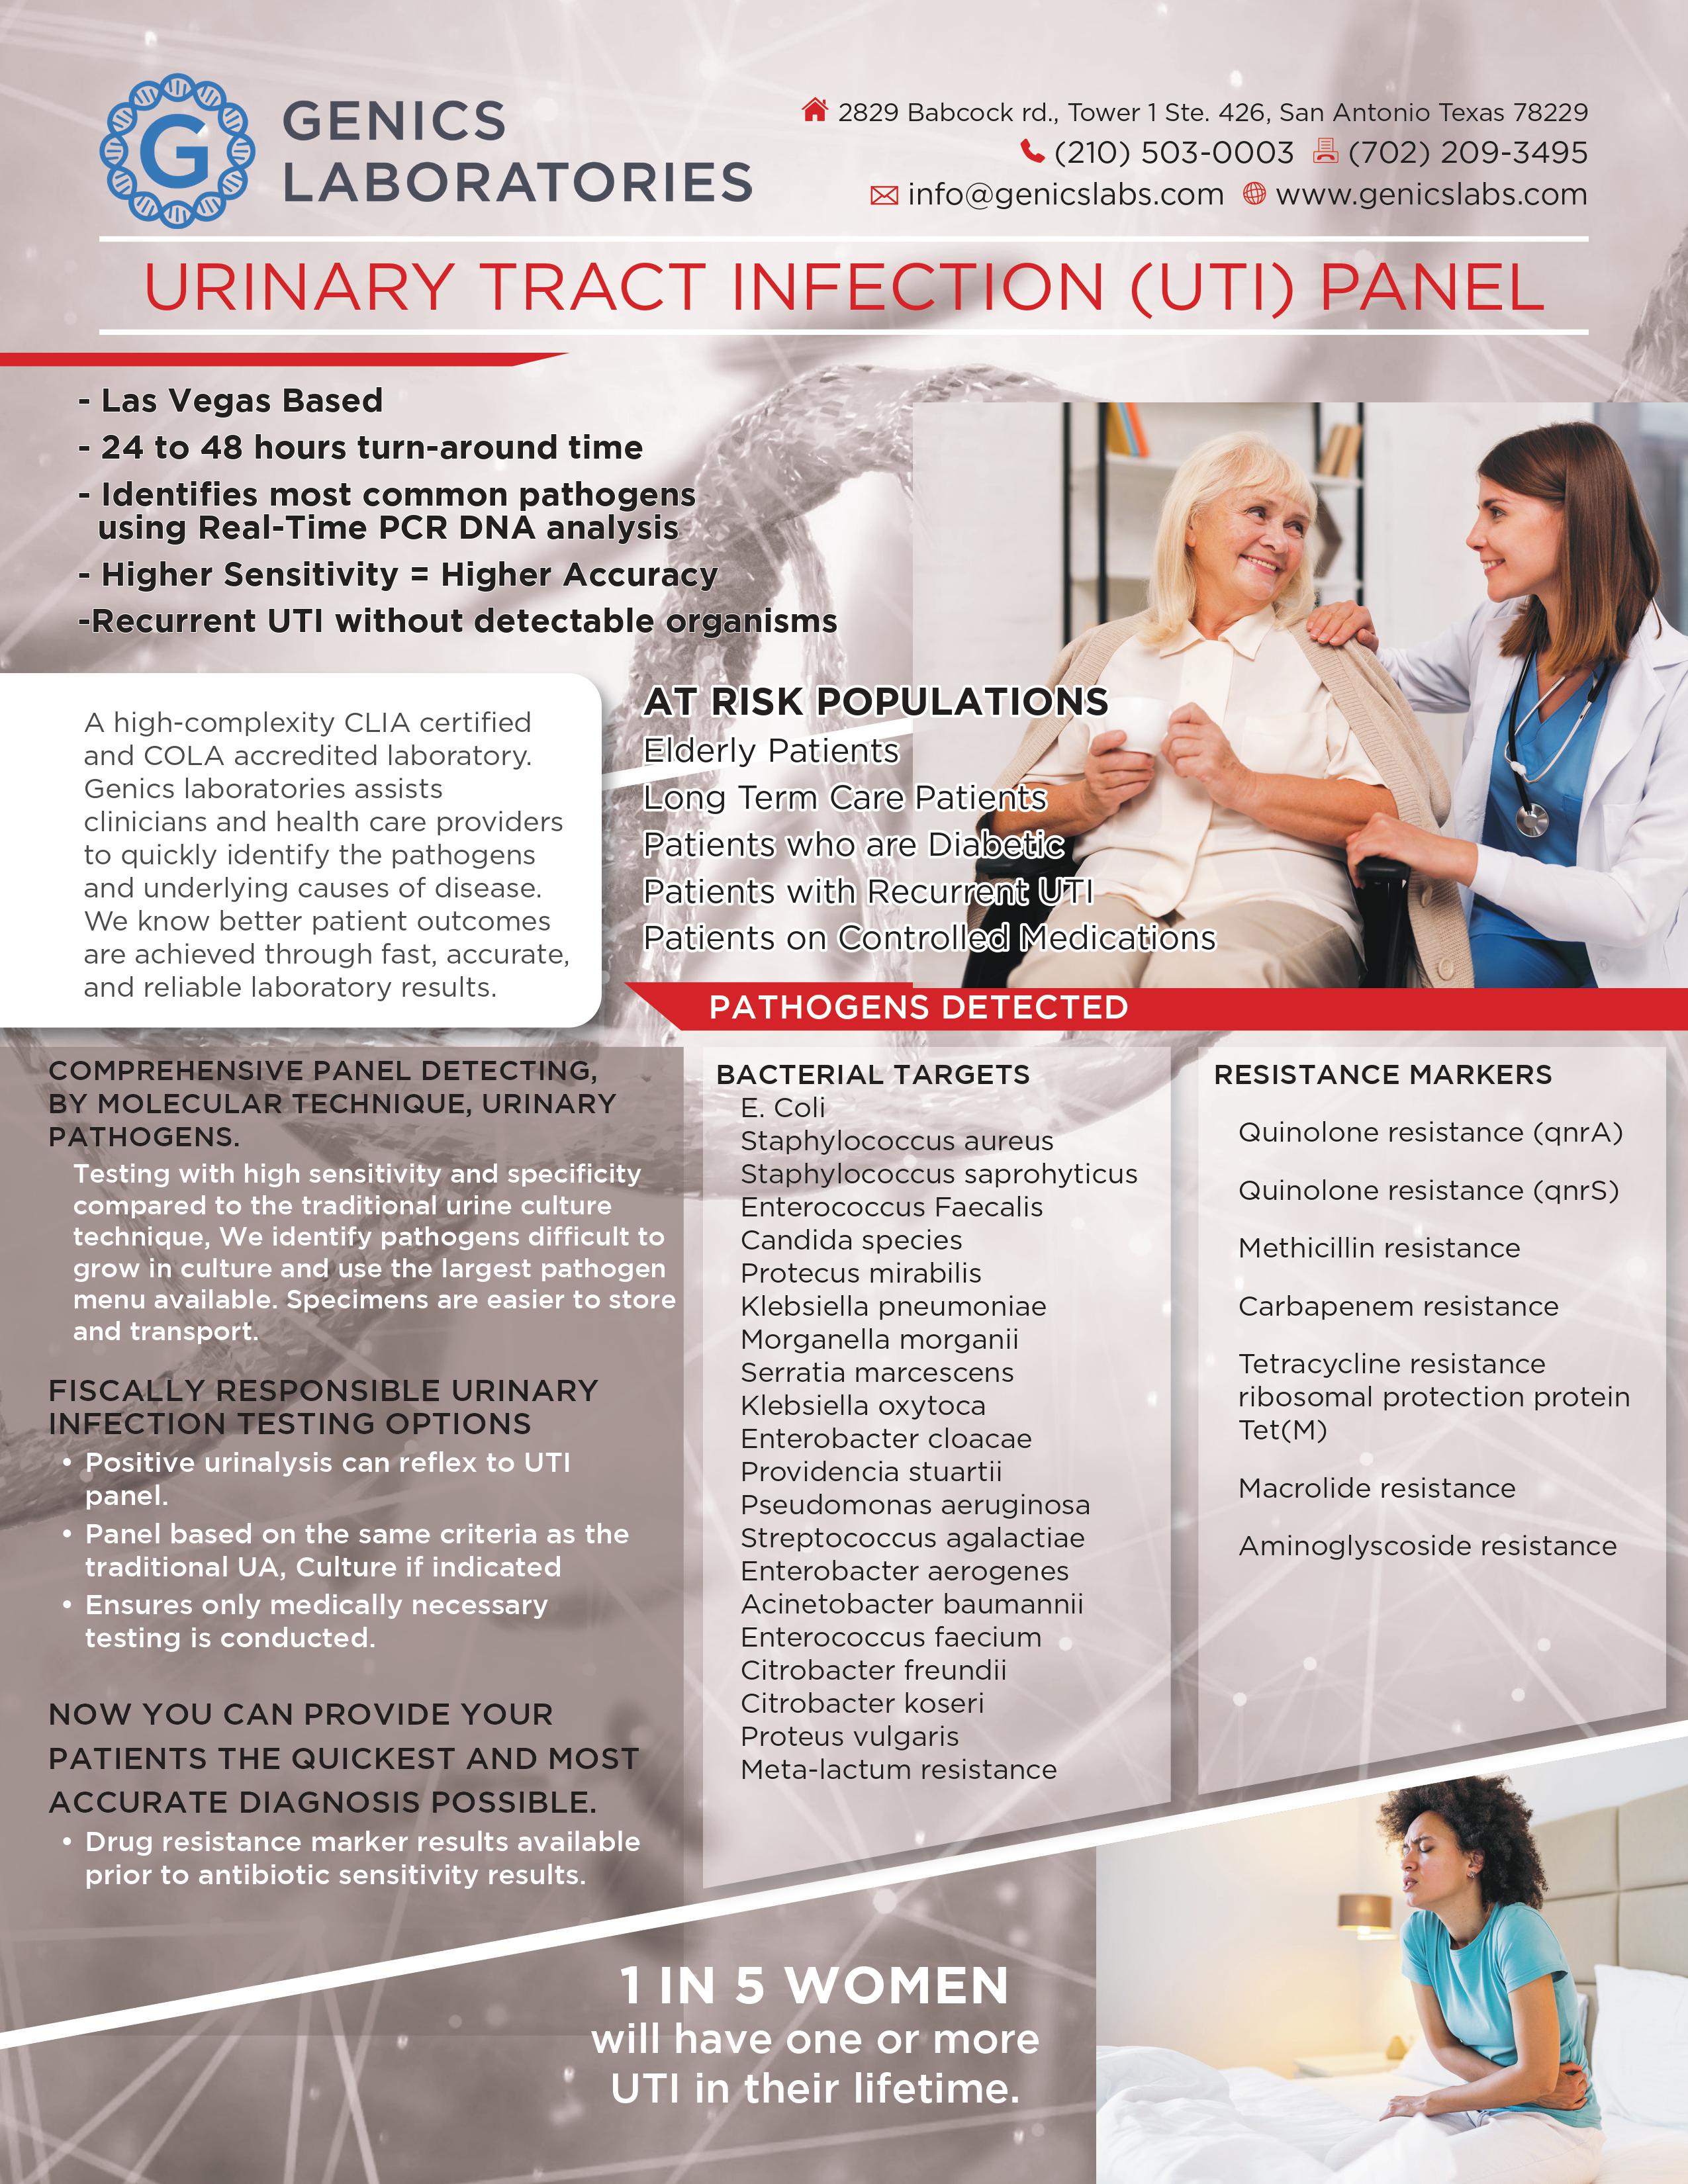 G
GENICS
LABORATORIES
2829 Babcock rd., Tower 1 Ste. 426, San Antonio Texas 78229
(210) 503-0003 (702) 209-3495
info@genicslabs.com www.genicslabs.com
URINARY TRACT INFECTION (UTI) PANEL
- Las Vegas Based
- 24 to 48 hours turn-around time
- Identifies most common pathogens
using Real-Time PCR DNA analysis
- Higher Sensitivity = Higher Accuracy
-Recurrent UTI without detectable organisms
A high-complexity CLIA certified
and COLA accredited laboratory.
Genics laboratories assists
clinicians and health care providers
to quickly identify the pathogens
and underlying causes of disease.
We know better patient outcomes
are achieved through fast, accurate,
and reliable laboratory results.
AT RISK POPULATIONS
Elderly Patients
Long Term Care Patients
Patients who are Diabetic
Patients with Recurrent UTI
Patients on Controlled Medications
PATHOGENS DETECTED
COMPREHENSIVE PANEL DETECTING,
BY MOLECULAR TECHNIQUE, URINARY
PATHOGENS.
Testing with high sensitivity and specificity
compared to the traditional urine culture
technique, We identify pathogens difficult to
grow in culture and use the largest pathogen
menu available. Specimens are easier to store
and transport.
FISCALLY RESPONSIBLE URINARY
INFECTION TESTING OPTIONS
• Positive urinalysis can reflex to UTI
panel.
• Panel based on the same criteria as the
traditional UA, Culture if indicated
• Ensures only medically necessary
testing is conducted.
NOW YOU CAN PROVIDE YOUR
PATIENTS THE QUICKEST AND MOST
ACCURATE DIAGNOSIS POSSIBLE.
• Drug resistance marker results available
prior to antibiotic sensitivity results.
BACTERIAL TARGETS
E. Coli
Staphylococcus aureus
Staphylococcus saprohyticus
Enterococcus Faecalis
Candida species
Protecus mirabilis
Klebsiella pneumoniae
Morganella morganii
Serratia marcescens
Klebsiella oxytoca
Enterobacter cloacae
Providencia stuartii
Pseudomonas aeruginosa
Streptococcus agalactiae
Enterobacter aerogenes
Acinetobacter baumannii
Enterococcus faecium
Citrobacter freundii
Citrobacter koseri
Proteus vulgaris
Meta-lactum resistance
RESISTANCE MARKERS
Quinolone resistance (qnrA)
Quinolone resistance (qnrS)
Methicillin resistance
Carbapenem resistance
Tetracycline resistance
ribosomal protection protein
Tet(M)
Macrolide resistance
Aminoglyscoside resistance
1 IN 5 WOMEN
will have one or more
UTI in their lifetime.